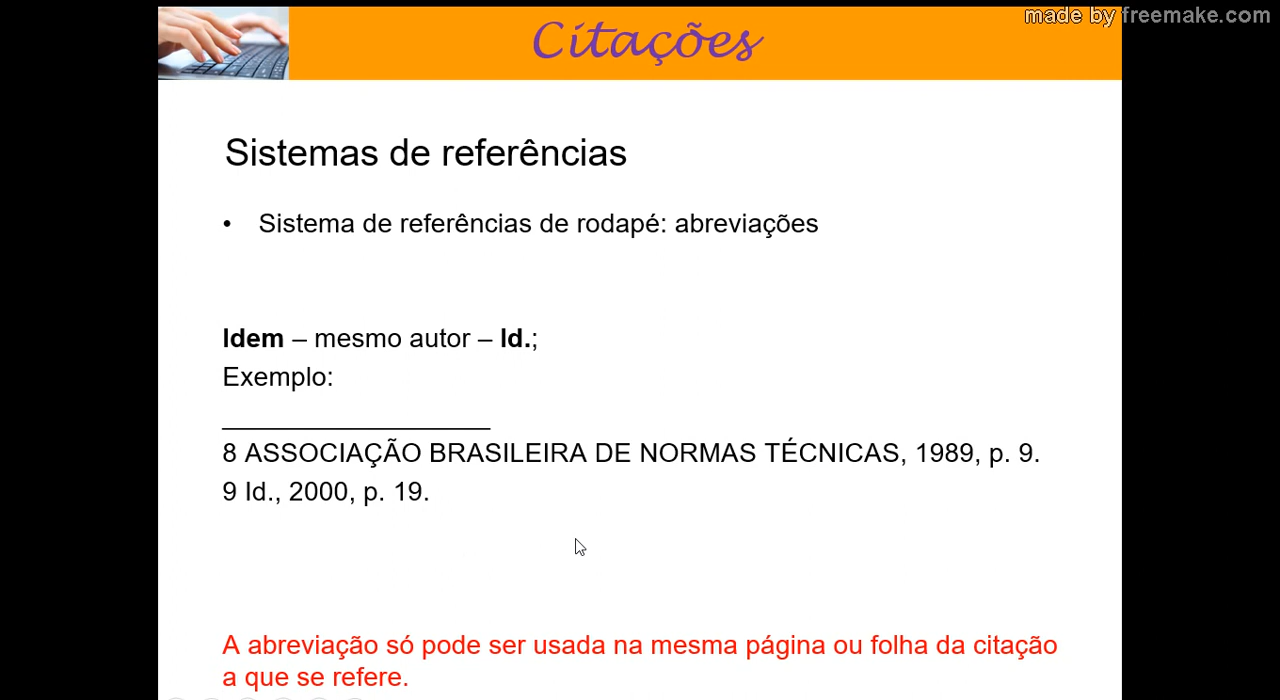 made by freemake.com
Citações
Sistemas de referências
• Sistema de referências de rodapé: abreviações
Idem – mesmo autor – Id.;
Exemplo:
___________________
8 ASSOCIAÇÃO BRASILEIRA DE NORMAS TÉCNICAS, 1989, p. 9.
9 Id., 2000, p. 19.
A abreviação só pode ser usada na mesma página ou folha da citação
a que se refere.